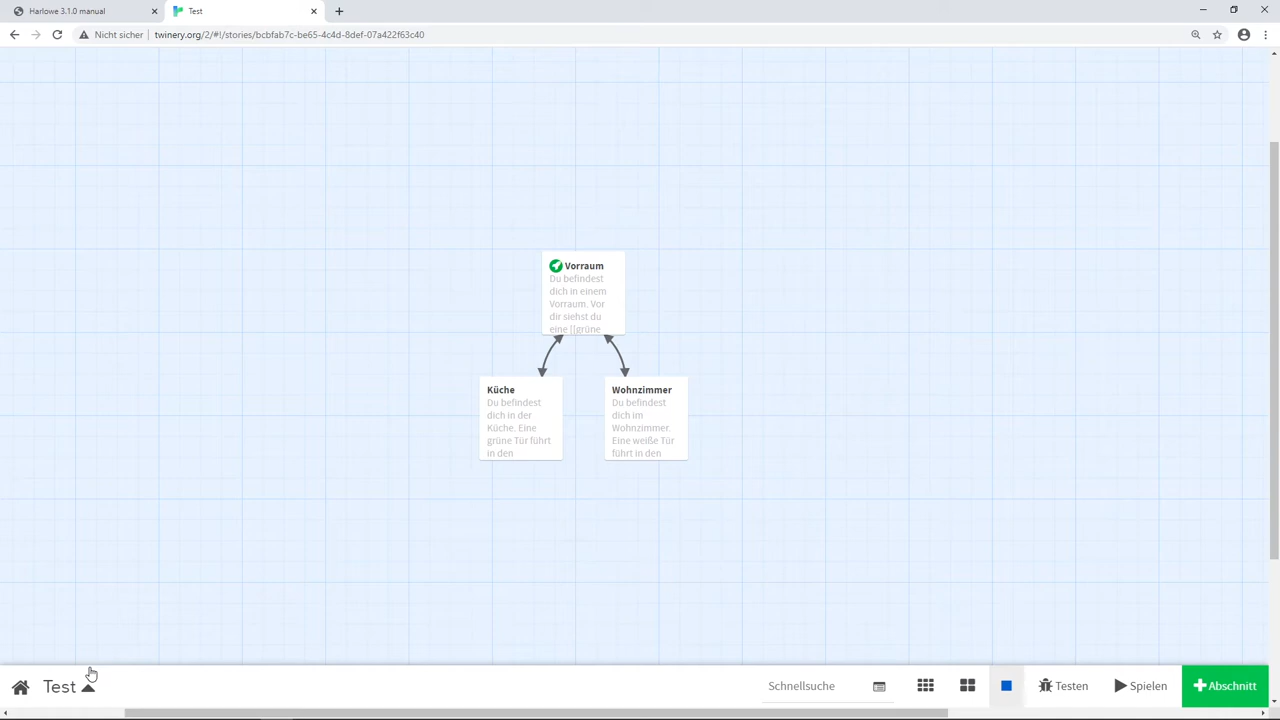 Harlowe 3.1.0 manual
Test
Nicht sicher
twinery.org/2/#!/stories/bcbfab7c-be65-4c4d-8def-07a422f63c40
Vorraum
Du befindest
dich in einem
Vorraum. Vor
dir siehst du
eine [[grüne
Küche
Du befindest
dich in der
Küche. Eine
grüne Tür führt
in den
Wohnzimmer
Du befindest
dich im
Wohnzimmer.
Eine weiße Tür
führt in den
Test
Schnellsuche
Testen
Spielen
+Abschnitt